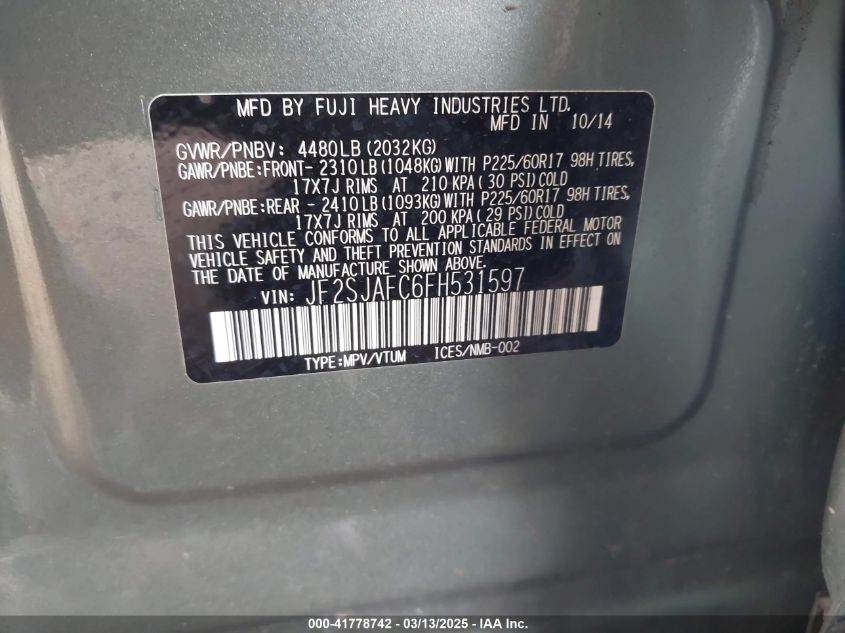 MFD BY FUJI HEAVY INDUSTRIES LTD.
MFD IN 10/14
GVWR/PNBV: 4480LB(2032KG)
GAWR/PNBE:FRONT- 2310LB(1048KG)WITH P225/60R17 98H TIRES,
17X7J RIMS AT 210 KPA(30 PSI)COLD
GAWR/PNBE:REAR - 2410LB(1093KG)WITH P225/60R17 98H TIRES,
17X7J RIMS AT 200 KPA(29 PSI)COLD
THIS VEHICLE CONFORMS TO ALL APPLICABLE FEDERAL MOTOR
VEHICLE SAFETY AND THEFT PREVENTION STANDARDS IN EFFECT ON
THE DATE OF MANUFACTURE SHOWN ABOVE.
VIN: JF2SJAFC6FH531597
TYPE:MPV/VTUM ICES/NMB-002
000-41778742 - 03/13/2025 - IAA Inc.